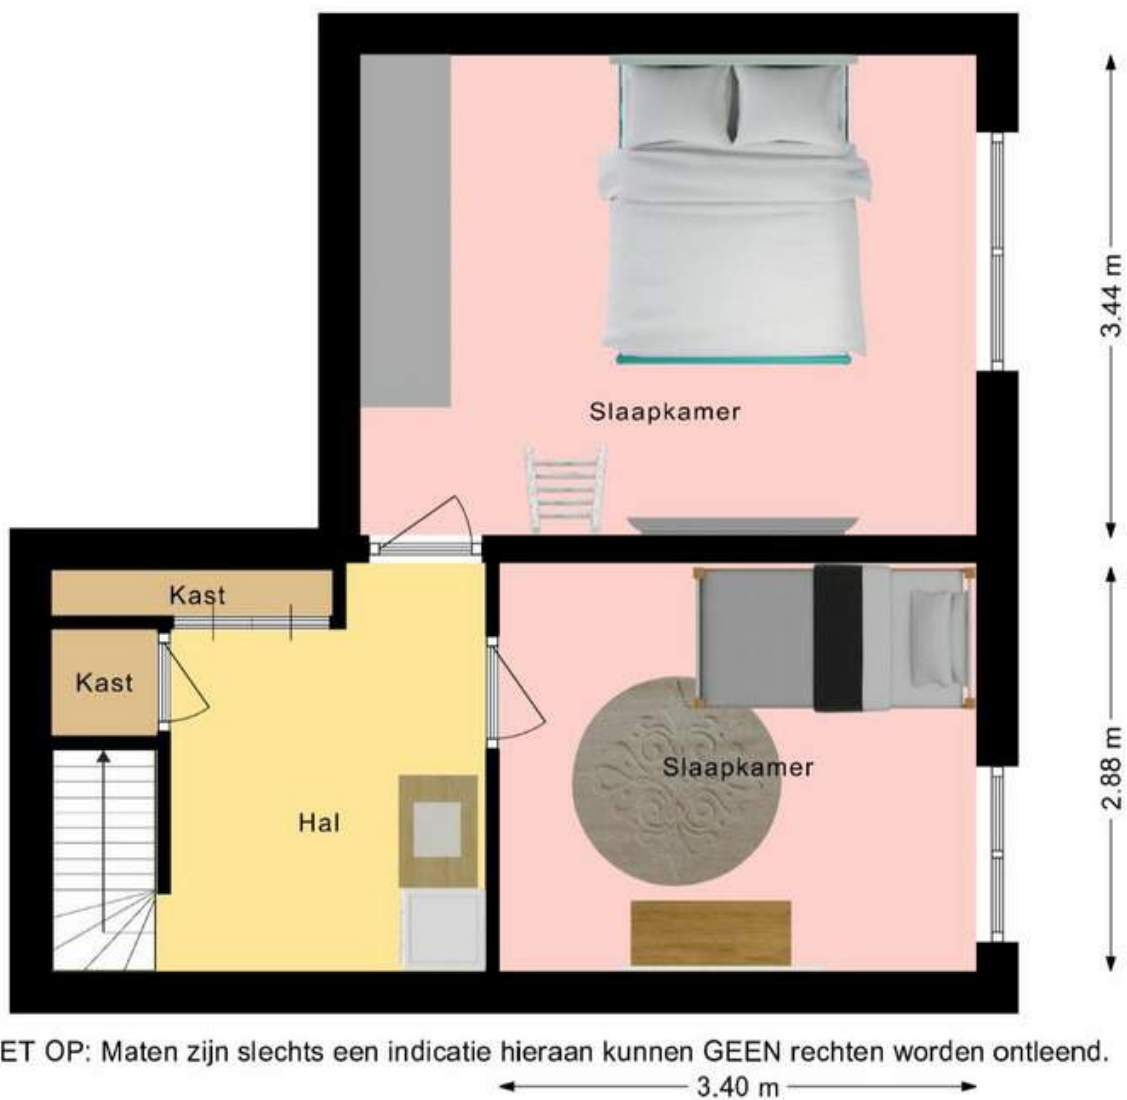 3.44 m
Slaapkamer
Kast
Kast
2.88 m
Slaapkamer
Hal
ET OP: Maten zijn slechts een indicatie hieraan kunnen GEEN rechten worden ontleend.
3.40 m